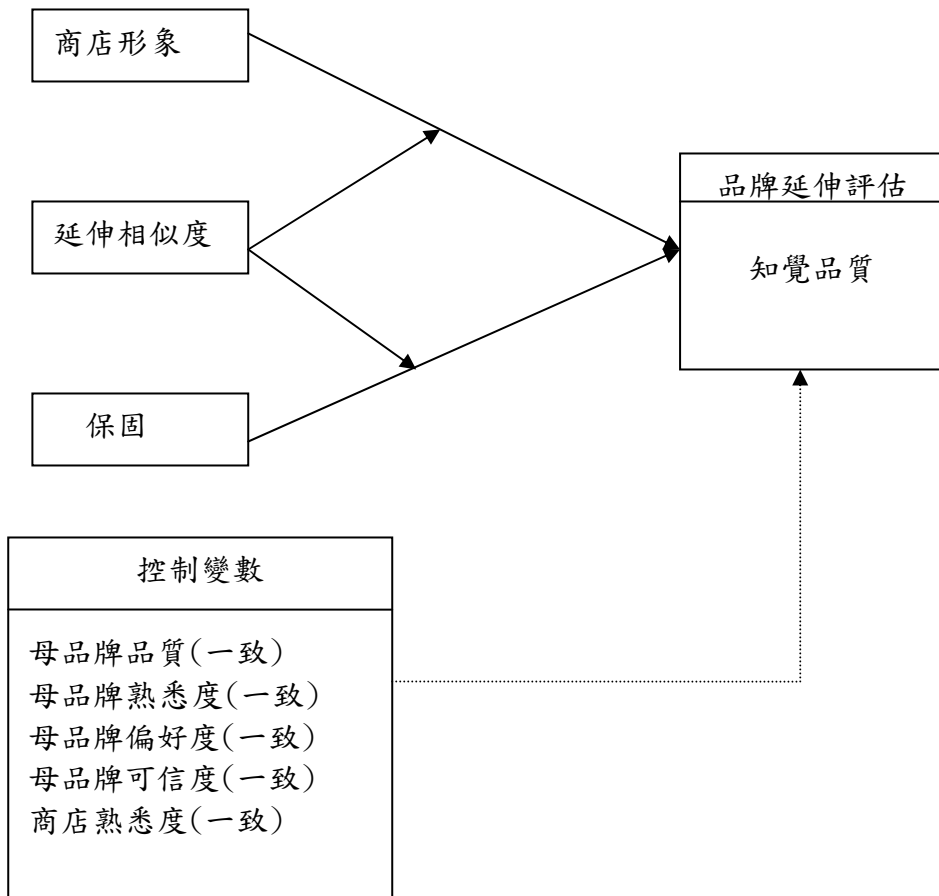 商店形象
品牌延伸評估
延伸相似度
知覺品質
保固
控制變數
母品牌品質(一致)
母品牌熟悉度(一致)
母品牌偏好度(一致)
母品牌可信度(一致)
商店熟悉度(一致)